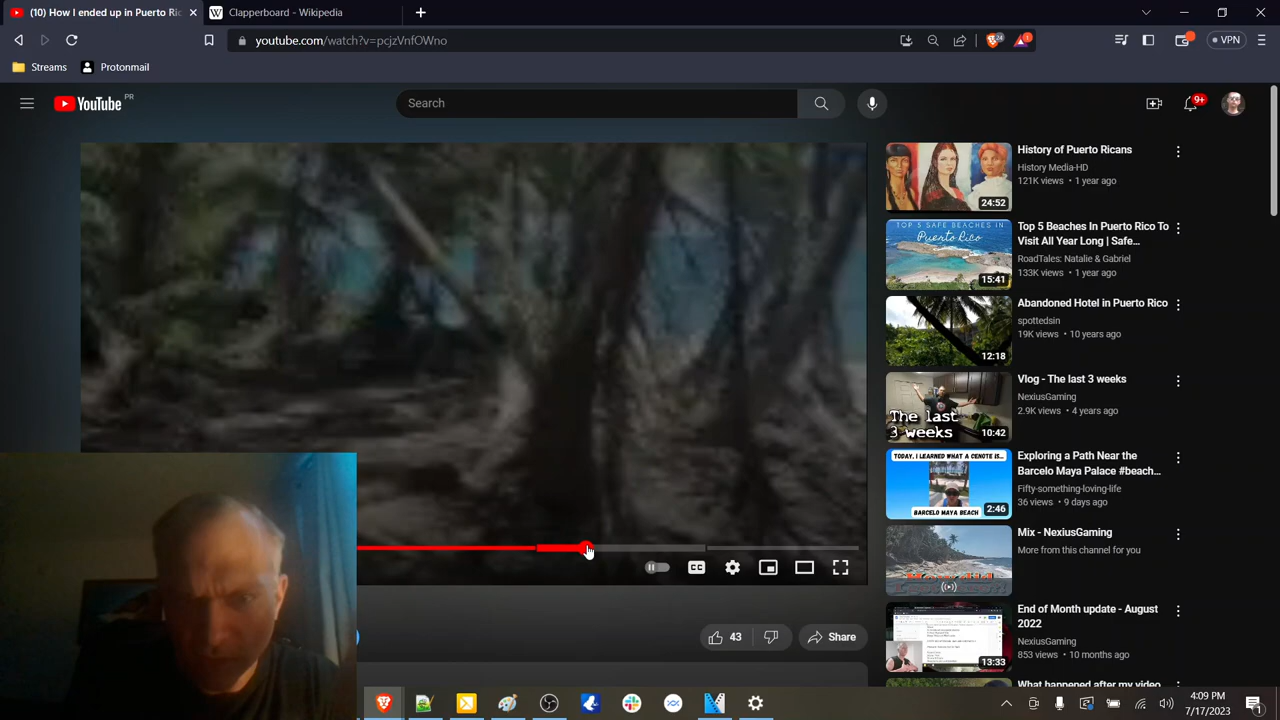 (10) How I ended up in Puerto Ric
Clapperboard - Wikipedia
youtube.com/watch?v=pcjzVnfOWno
24
1
VPN
Streams
Protonmail
YouTube
PR
Search
9+
24:52
History of Puerto Ricans
History Media-HD
121K views • 1 year ago
TOP 5 SAFE BEACHES IN
Puerto Rico
15:41
Top 5 Beaches In Puerto Rico To
Visit All Year Long | Safe...
RoadTales: Natalie & Gabriel
133K views • 1 year ago
12:18
Abandoned Hotel in Puerto Rico
spottedsin
19K views • 10 years ago
The last
3 weeks
10:42
Vlog - The last 3 weeks
NexiusGaming
2.9K views • 4 years ago
TODAY, I LEARNED WHAT A CENOTE IS...
BARCELO MAYA BEACH
2:46
Exploring a Path Near the
Barcelo Maya Palace #beach...
Fifty-something-loving-life
36 views • 9 days ago
Mix - NexiusGaming
More from this channel for you
13:33
End of Month update - August
2022
NexiusGaming
853 views • 10 months ago
What happened after my video
4:09 PM
7/17/2023
1